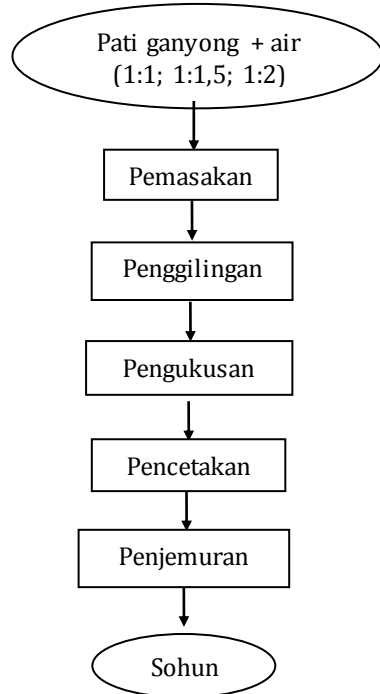 Pati ganyong + air
(1:1; 1:1,5; 1:2)
Pemasakan
Penggilingan
Pengukusan
Pencetakan
Penjemuran
Sohun